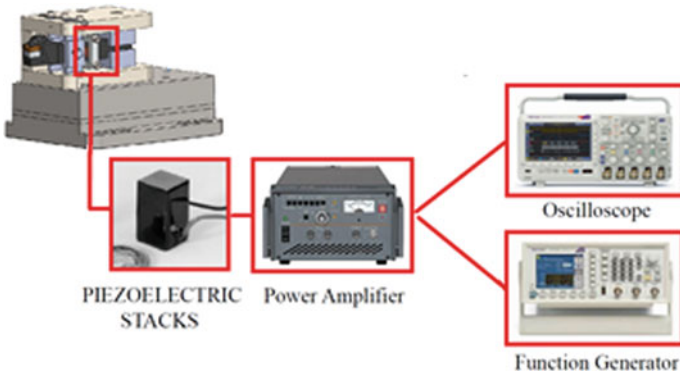 Oscilloscope
PIEZOELECTRIC
STACKS
Power Amplifier
Function Generator